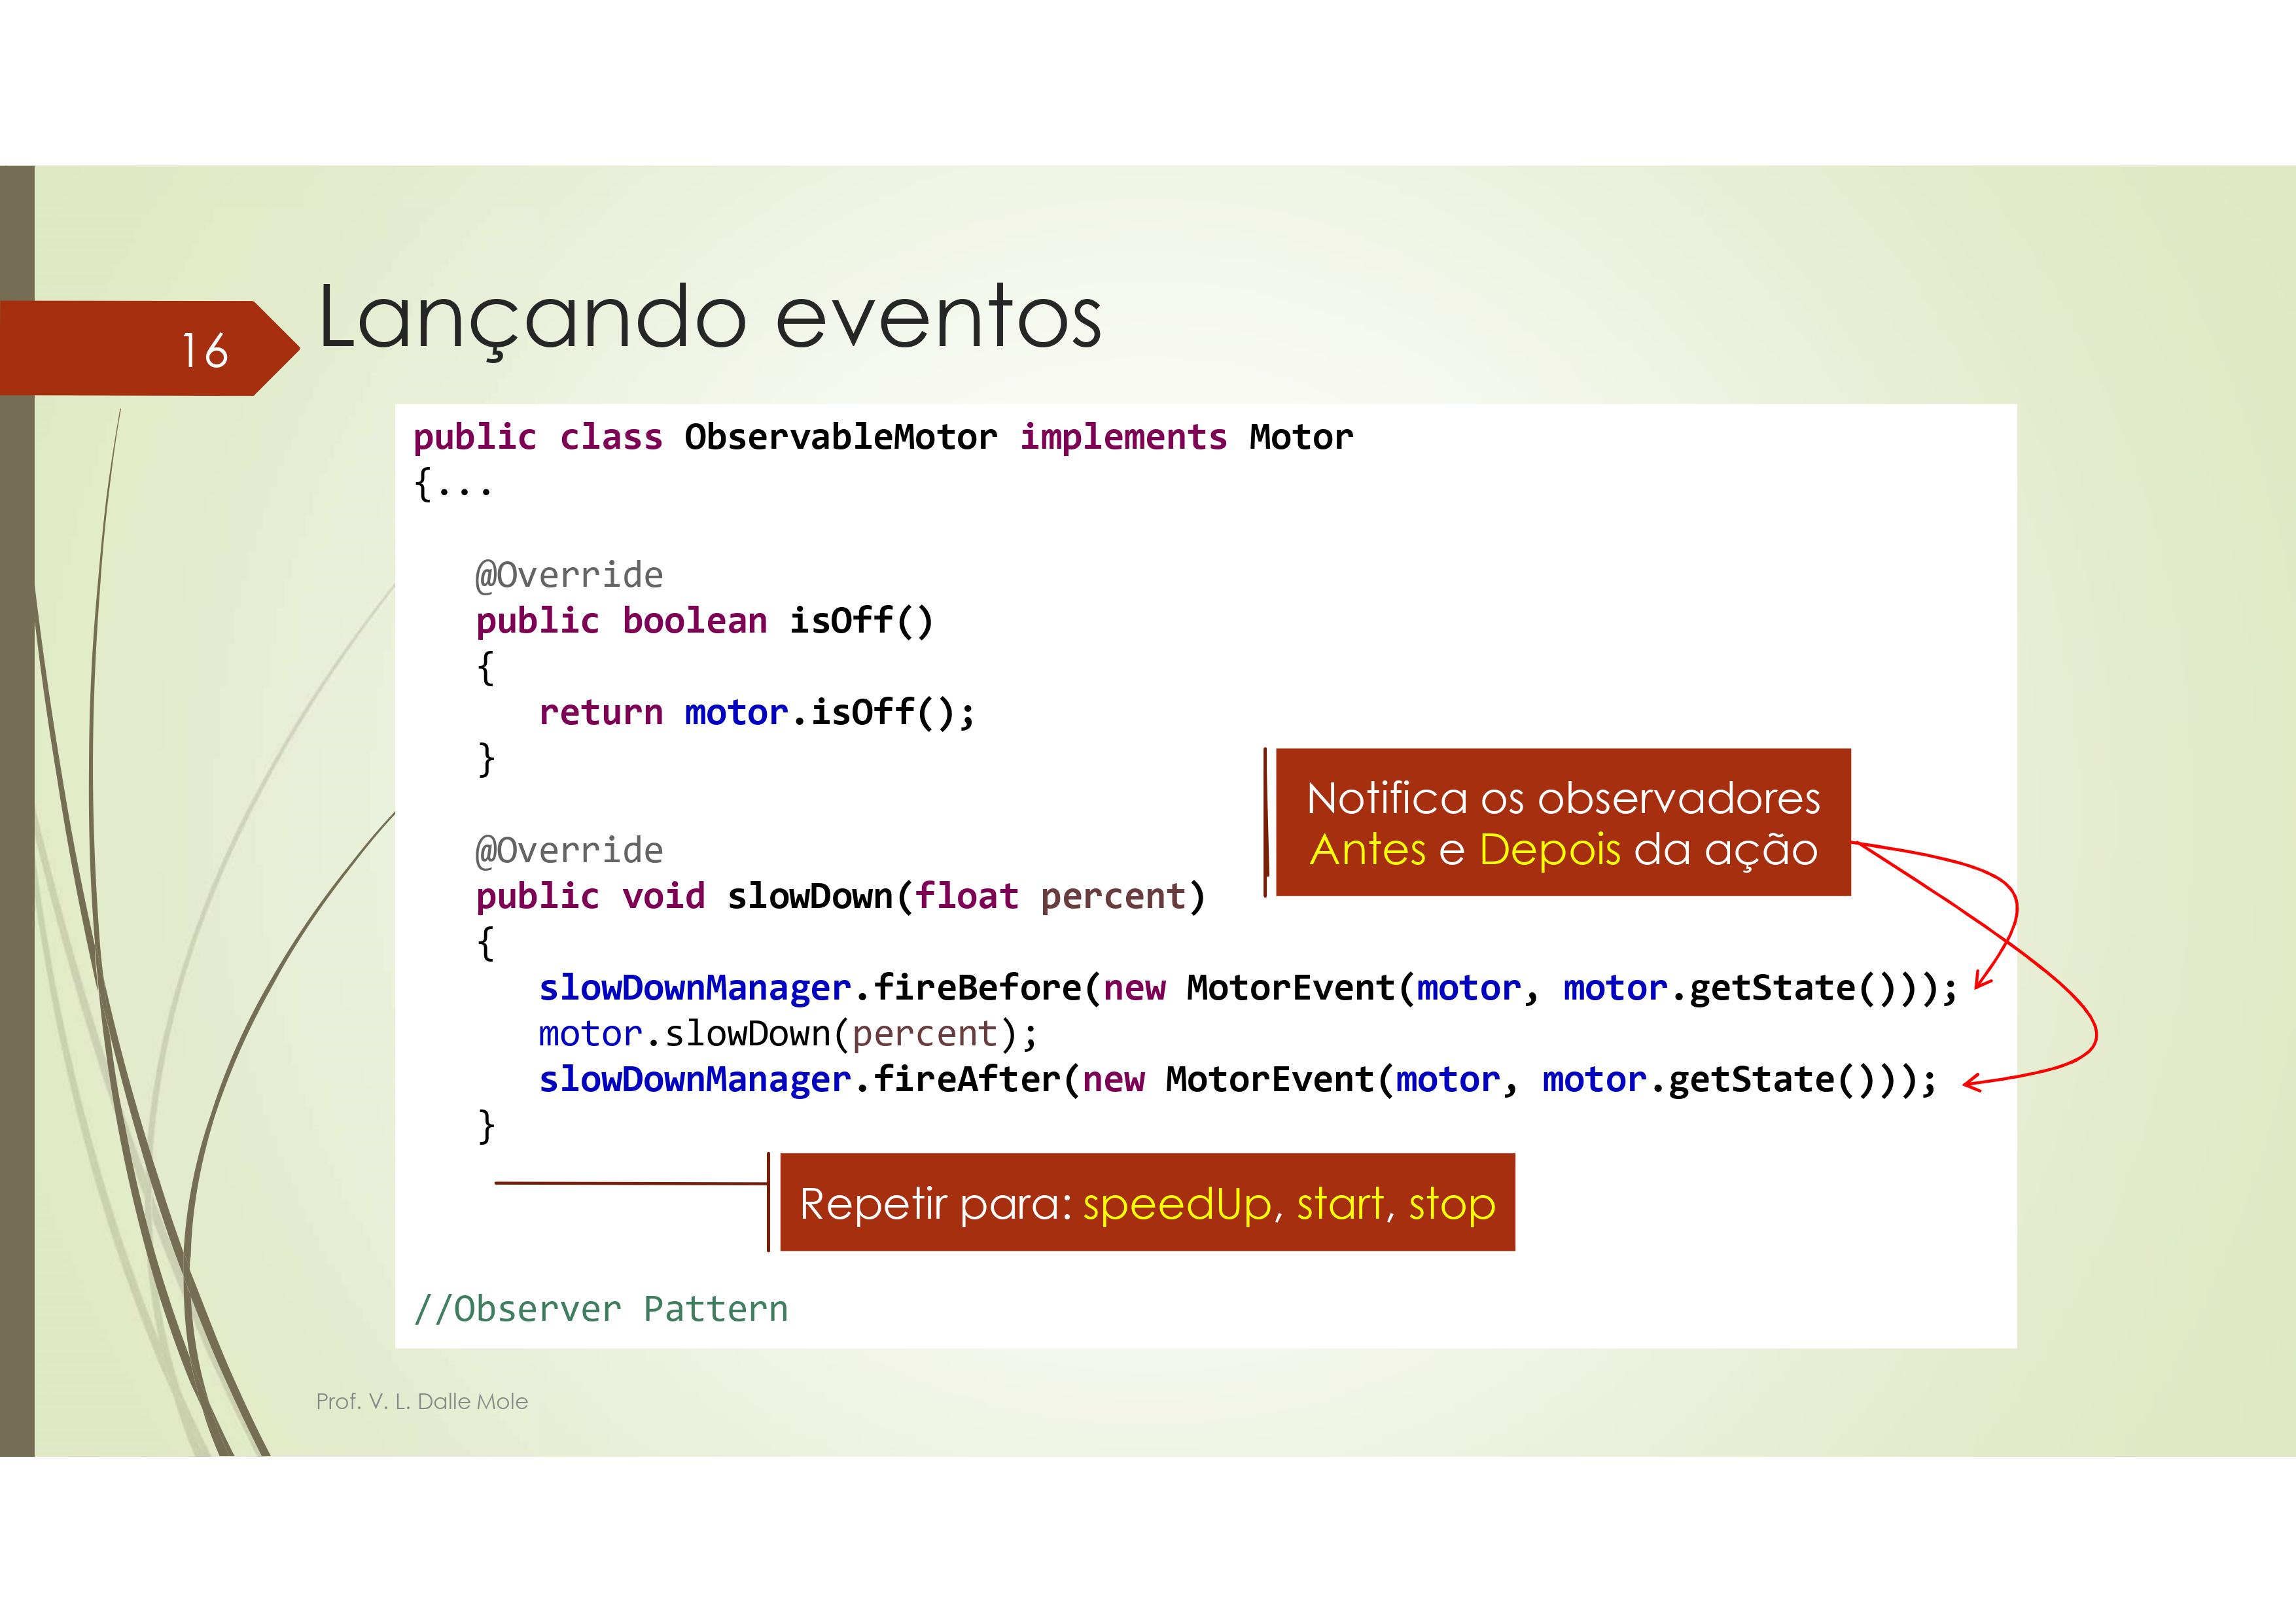 16
Lançando eventos
public class ObservableMotor implements Motor
{...
@Override
public boolean isOff()
{
return motor.isOff();
}
Notifica os observadores
Antes e Depois da ação
@Override
public void slowDown(float percent)
{
slowDownManager.fireBefore(new MotorEvent(motor, motor.getState()));
motor.slowDown(percent);
slowDownManager.fireAfter(new MotorEvent(motor, motor.getState()));
}
Repetir para: speedUp, start, stop
//Observer Pattern
Prof. V. L. Dalle Mole